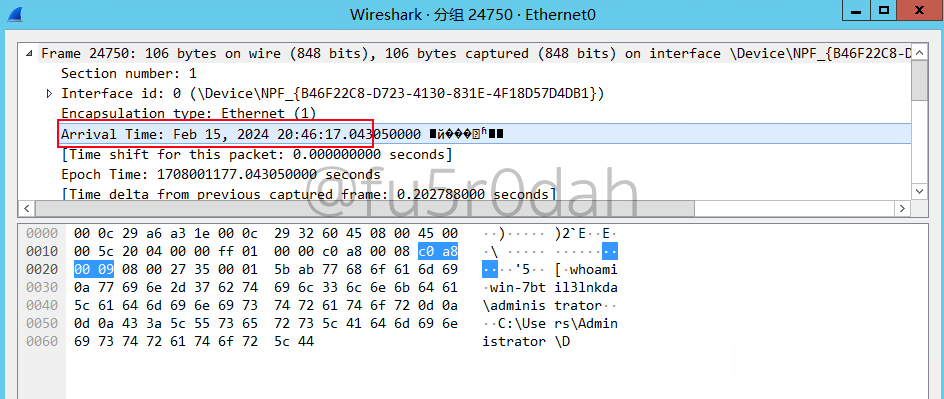 Wireshark · 分组 24750 · Ethernet0
Frame 24750: 106 bytes on wire (848 bits), 106 bytes captured (848 bits) on interface \Device\NPF_{B46F22C8-D
Section number: 1
Interface id: 0 (\Device\NPF_{B46F22C8-D723-4130-831E-4F18D57D4DB1})
Encapsulation type: Ethernet (1)
Arrival Time: Feb 15, 2024 20:46:17.043050000
[Time shift for this packet: 0.000000000 seconds]
Epoch Time: 1708001177.043050000 seconds
[Time delta from previous captured frame: 0.202788000 seconds]
@fu5r0dah
0000 00 0c 29 a6 a3 1e 00 0c 29 32 60 45 08 00 45 00 ··)····· )2`E··E·
0010 00 5c 20 04 00 00 ff 01 00 00 c0 a8 00 08 c0 a8 ·\ ····· ········
0020 00 09 08 00 27 35 00 01 5b ab 77 68 6f 61 6d 69 ····'5·· [·whoami
0030 0a 77 69 6e 2d 37 62 74 69 6c 33 6c 6e 6b 64 61 ·win-7bt il3lnkda
0040 5c 61 64 6d 69 6e 69 73 74 72 61 74 6f 72 0d 0a \adminis trator··
0050 0d 0a 43 3a 5c 55 73 65 72 73 5c 41 64 6d 69 6e ··C:\Use rs\Admin
0060 69 73 74 72 61 74 6f 72 5c 44 istrator \D